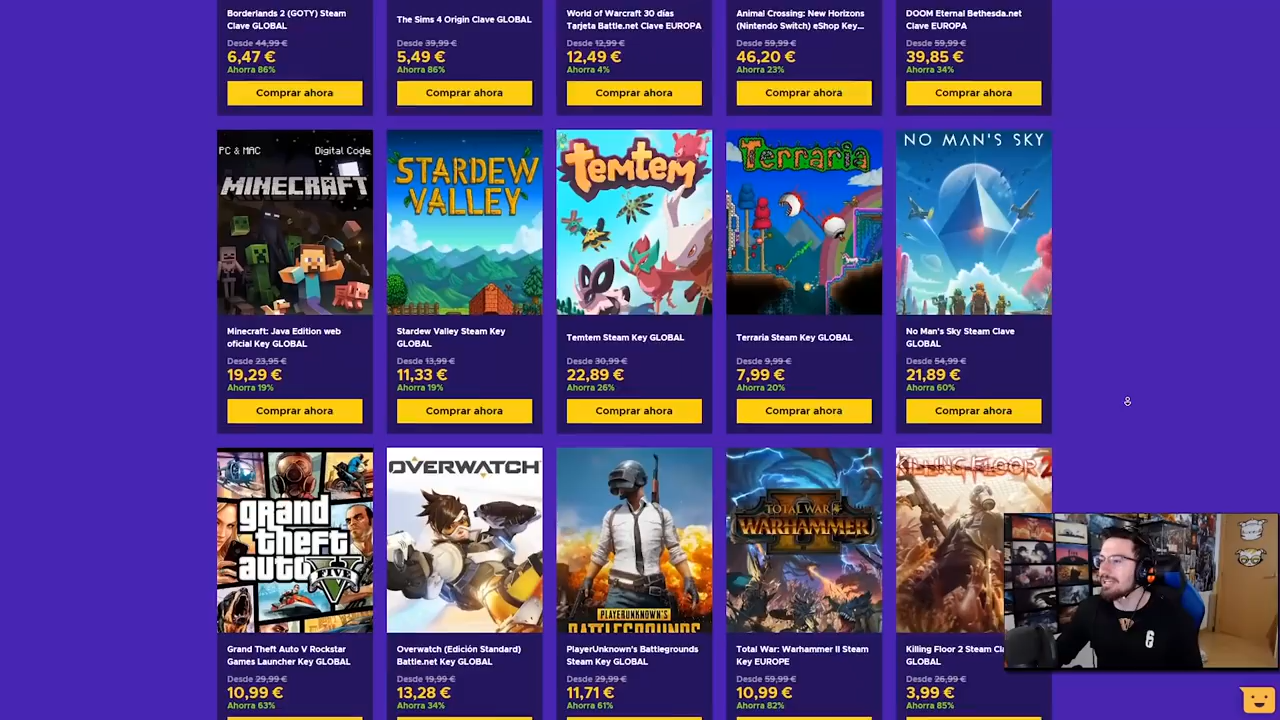 Borderlands 2 (GOTY) Steam
Clave GLOBAL
Desde 44,99 €
6,47 €
Ahorra 86%
Comprar ahora
The Sims 4 Origin Clave GLOBAL
Desde 39,99 €
5,49 €
Ahorra 86%
Comprar ahora
World of Warcraft 30 días
Tarjeta Battle.net Clave EUROPA
Desde 12,99 €
12,49 €
Ahorra 4%
Comprar ahora
Animal Crossing: New Horizons
(Nintendo Switch) eShop Key...
Desde 59,99 €
46,20 €
Ahorra 23%
Comprar ahora
DOOM Eternal Bethesda.net
Clave EUROPA
Desde 59,99 €
39,85 €
Ahorra 34%
Comprar ahora
PC & MAC
Digital Code
MINECRAFT
Minecraft: Java Edition web
oficial Key GLOBAL
Desde 23,95 €
19,29 €
Ahorra 19%
Comprar ahora
STARDEW
VALLEY
Stardew Valley Steam Key
GLOBAL
Desde 13,99 €
11,33 €
Ahorra 19%
Comprar ahora
temtem
Temtem Steam Key GLOBAL
Desde 30,99 €
22,89 €
Ahorra 26%
Comprar ahora
Terraria
Terraria Steam Key GLOBAL
Desde 9,99 €
7,99 €
Ahorra 20%
Comprar ahora
NO MAN'S SKY
No Man's Sky Steam Clave
GLOBAL
Desde 54,99 €
21,89 €
Ahorra 60%
Comprar ahora
grand
theft
auto
FIVE
Grand Theft Auto V Rockstar
Games Launcher Key GLOBAL
Desde 29,99 €
10,99 €
Ahorra 63%
OVERWATCH
Overwatch (Edición Standard)
Battle.net Key GLOBAL
Desde 19,99 €
13,28 €
Ahorra 34%
PLAYERUNKNOWN'S
BATTLEGROUNDS
PlayerUnknown's Battlegrounds
Steam Key GLOBAL
Desde 29,99 €
11,71 €
Ahorra 61%
TOTAL WAR
WARHAMMER
II
Total War: Warhammer II Steam
Key EUROPE
Desde 59,99 €
10,99 €
Ahorra 82%
KILLING FLOOR 2
Killing Floor 2 Steam Cla
GLOBAL
Desde 26,99 €
3,99 €
Ahorra 85%
6